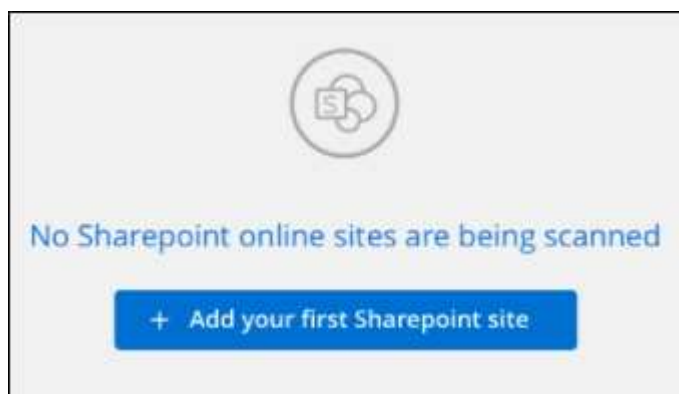 S
No Sharepoint online sites are being scanned
+ Add your first Sharepoint site